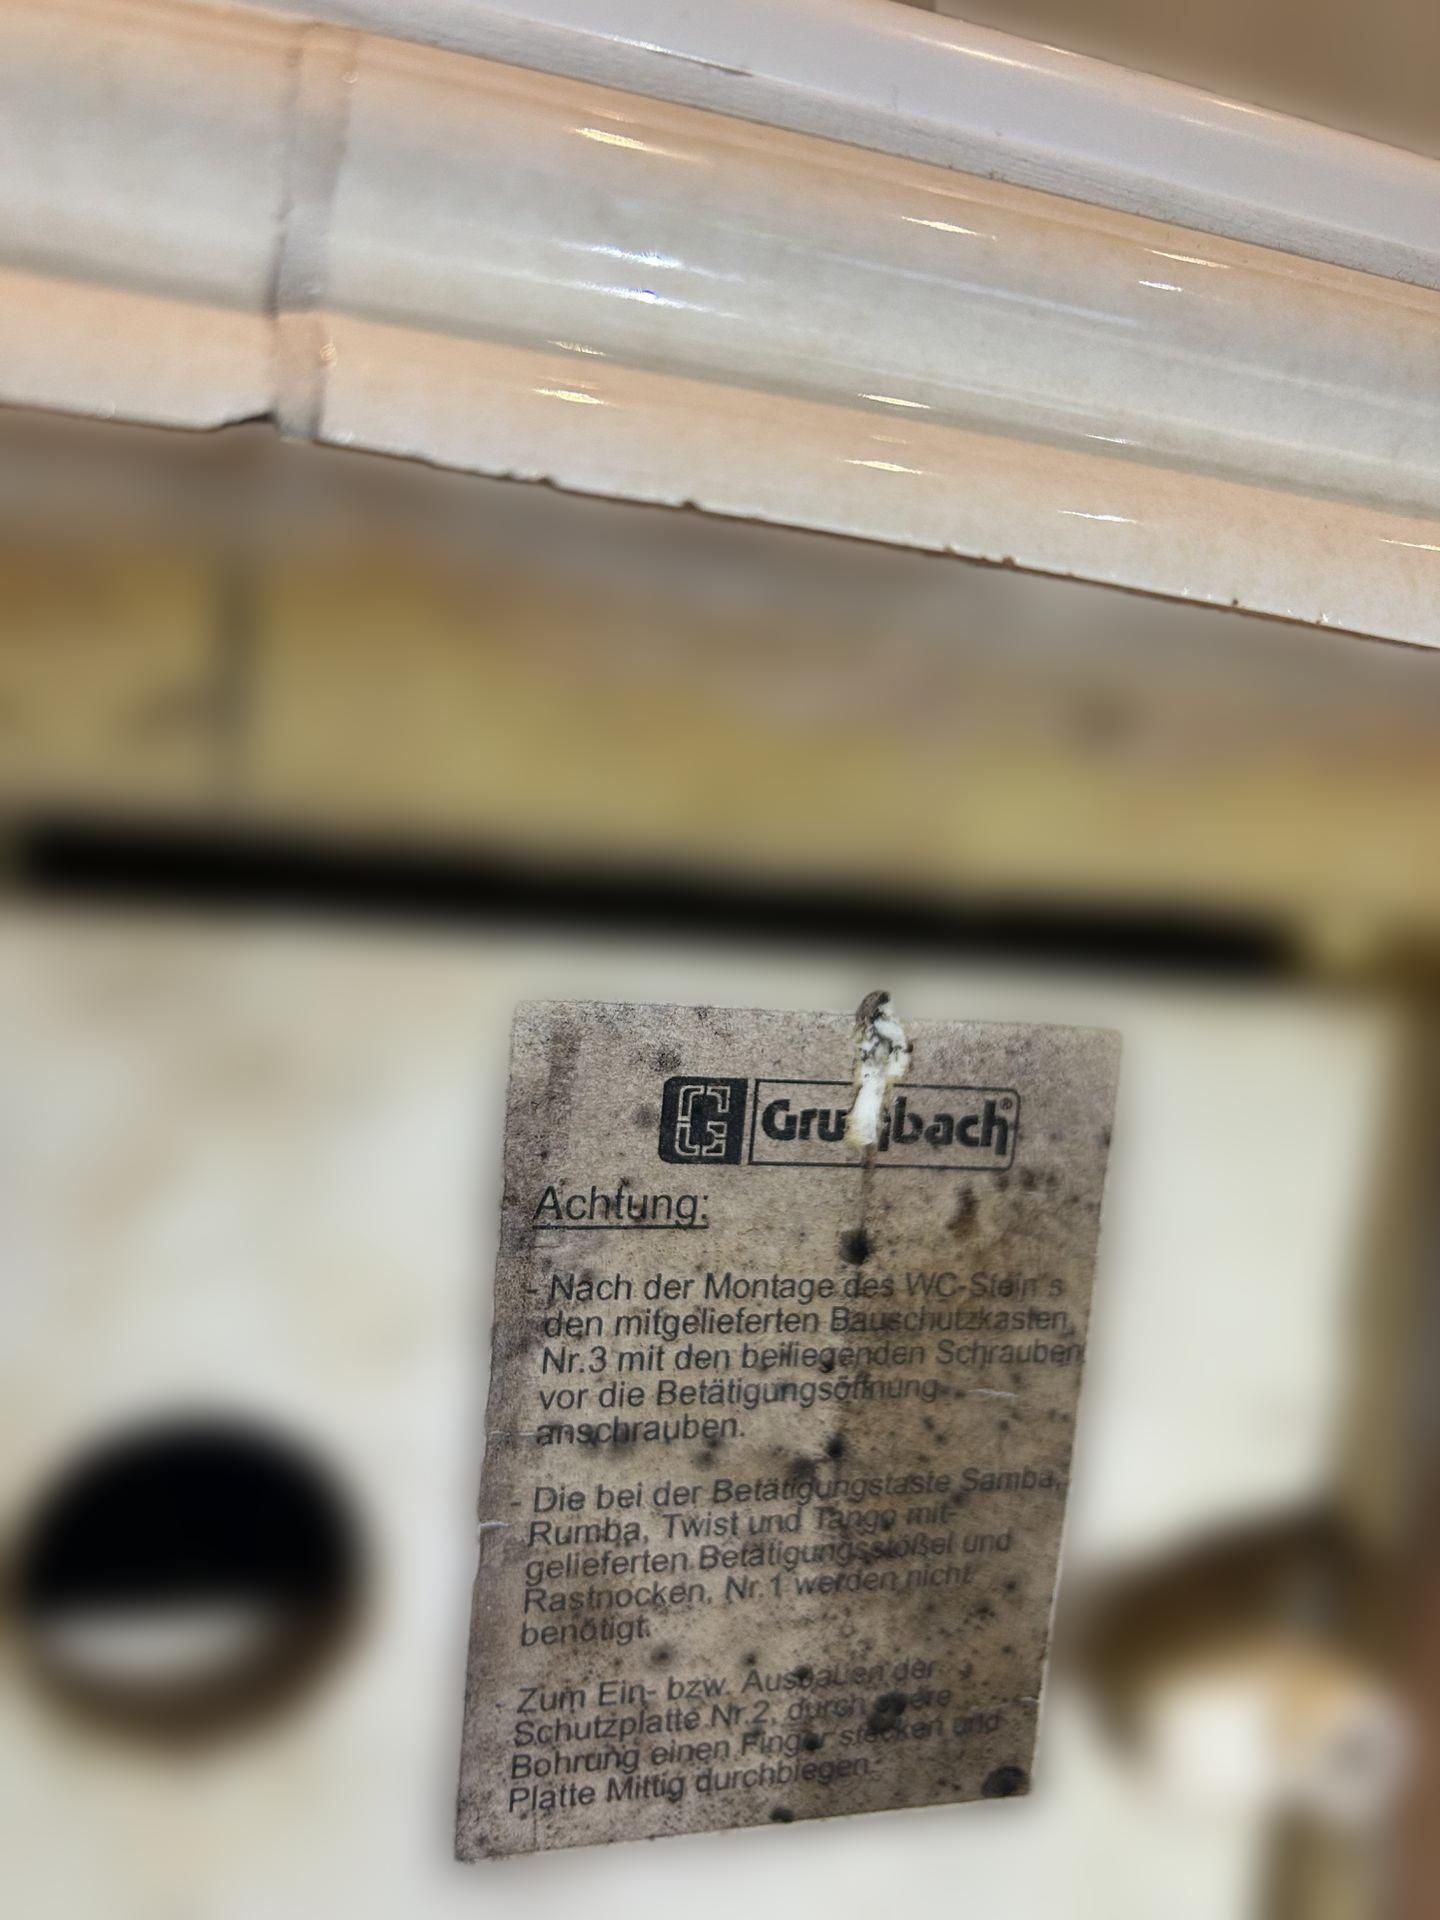 Grumbach®
Achtung:
- Nach der Montage des WC-Stein´s
den mitgelieferten Bauschutzkasten,
Nr.3 mit den beiliegenden Schrauben
vor die Betätigungsöffnung
anschrauben.
- Die bei der Betätigungstaste Samba,
Rumba, Twist und Tango mit-
gelieferten Betätigungsstößel und
Rastnocken, Nr.1 werden nicht
benötigt.
- Zum Ein- bzw. Ausbauen der
Schutzplatte Nr.2, durch obere
Bohrung einen Finger stecken und
Platte Mittig durchbiegen.